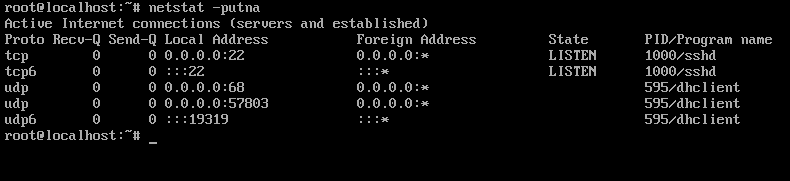 root@localhost:~# netstat -putna
Active Internet connections (servers and established)
Proto Recv-Q Send-Q Local Address           Foreign Address         State       PID/Program name
tcp        0      0 0.0.0.0:22              0.0.0.0:*               LISTEN      1000/sshd
tcp6       0      0 :::22                   :::*                    LISTEN      1000/sshd
udp        0      0 0.0.0.0:68              0.0.0.0:*                           595/dhclient
udp        0      0 0.0.0.0:57803           0.0.0.0:*                           595/dhclient
udp6       0      0 :::19319                :::*                                595/dhclient
root@localhost:~# _